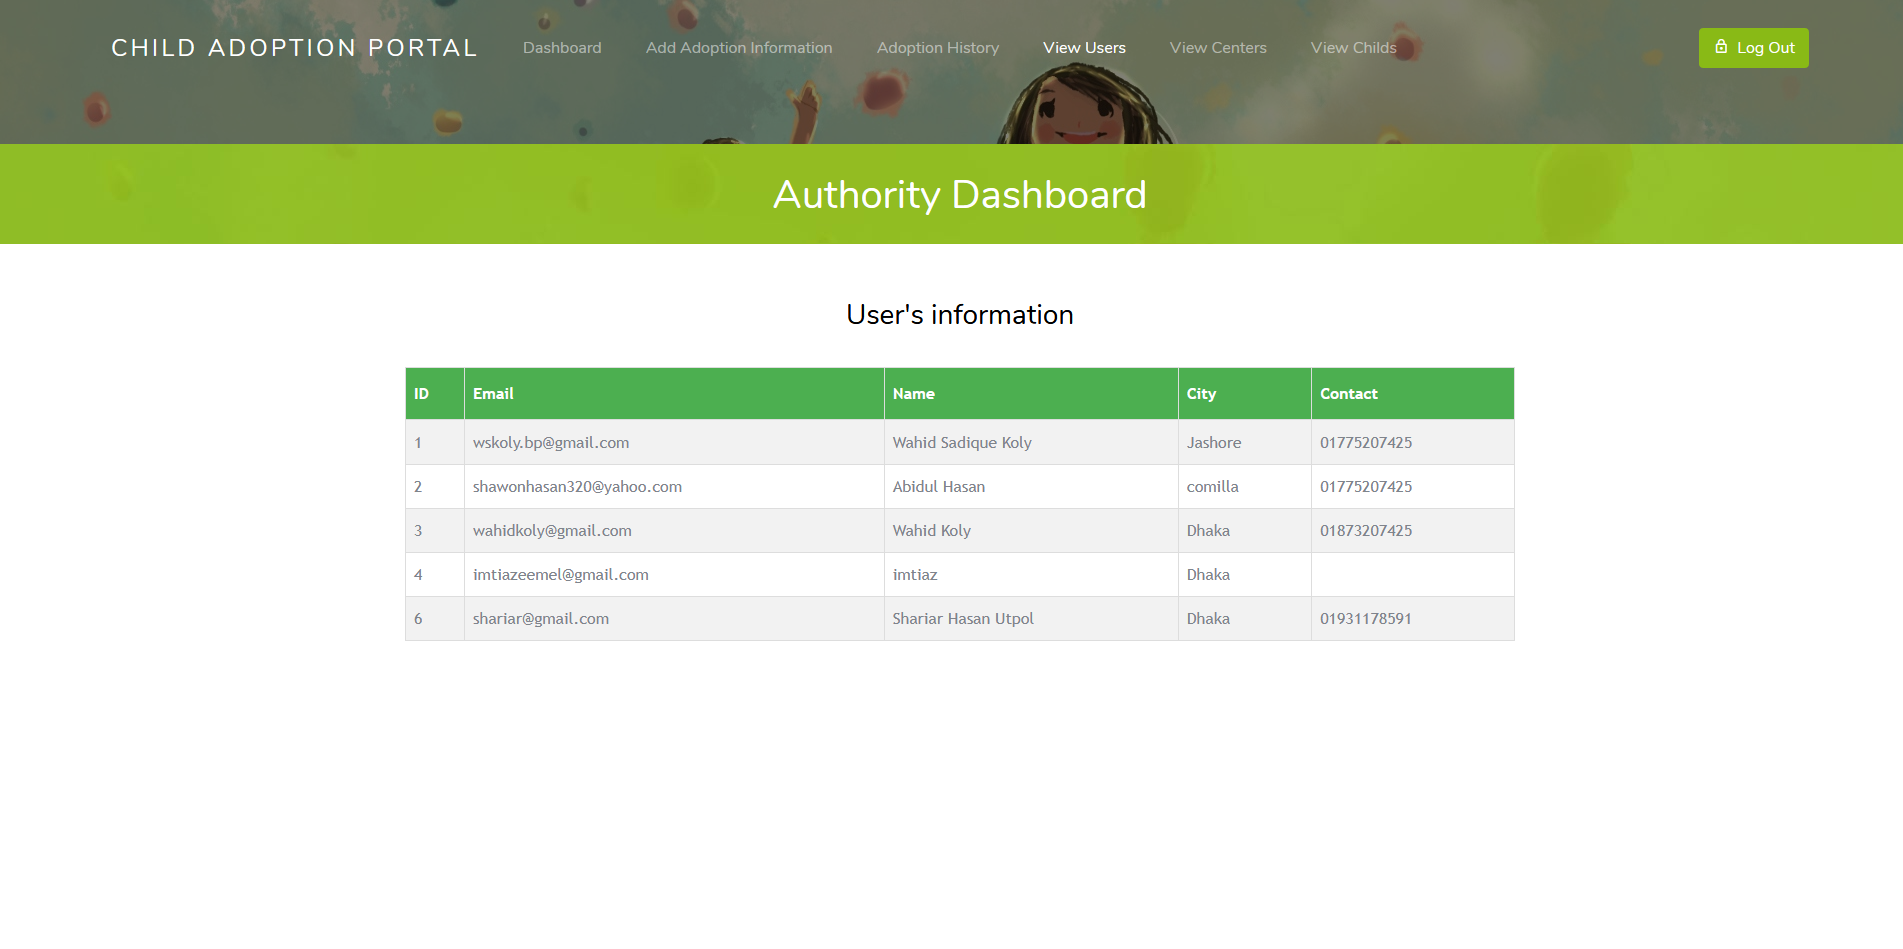 CHILD ADOPTION PORTAL Dashboard Add Adoption Information Adoption History View Users View Centers View Childs Log Out
Authority Dashboard
User's information
ID Email Name City Contact
1 wskoly.bp@gmail.com Wahid Sadique Koly Jashore 01775207425
2 shawonhasan320@yahoo.com Abidul Hasan comilla 01775207425
3 wahidkoly@gmail.com Wahid Koly Dhaka 01873207425
4 imtiazeemel@gmail.com imtiaz Dhaka
6 shariar@gmail.com Shariar Hasan Utpol Dhaka 01931178591